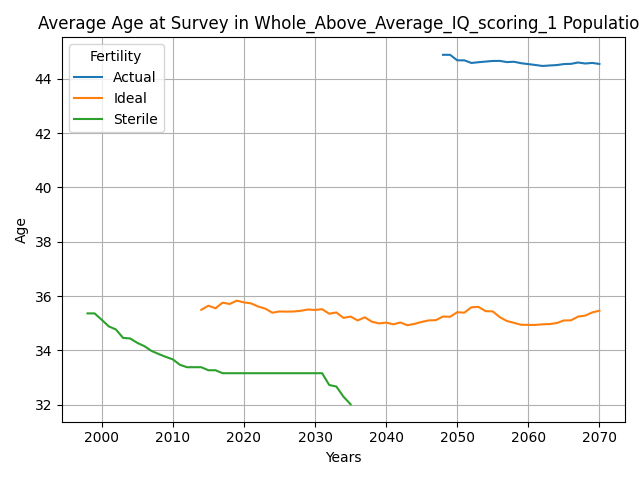 Average Age at Survey in Whole_Above_Average_IQ_scoring_1 Populatio
Fertility
Actual
Ideal
Sterile
44
42
40
38
36
34
32
Age
2000 2010 2020 2030 2040 2050 2060 2070
Years